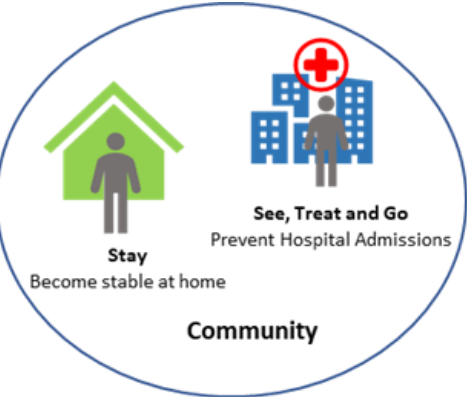 Stay
Become stable at home
See, Treat and Go
Prevent Hospital Admissions
Community